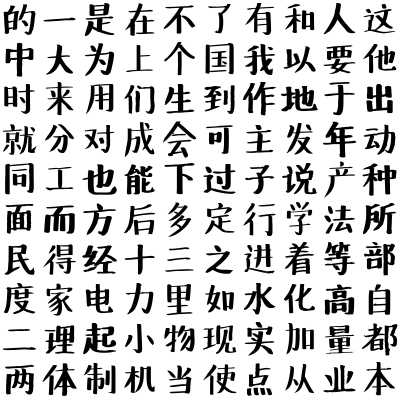 的一是在不了有和人这
中大为上个国我以要他
时来用们生到作地于出
就分对成会可主发年动
同工也能下过子说产种
面而方后多定行学法所
民得经十三之进着等部
度家电力里如水化高自
二理起小物现实加量都
两体制机当使点从业本